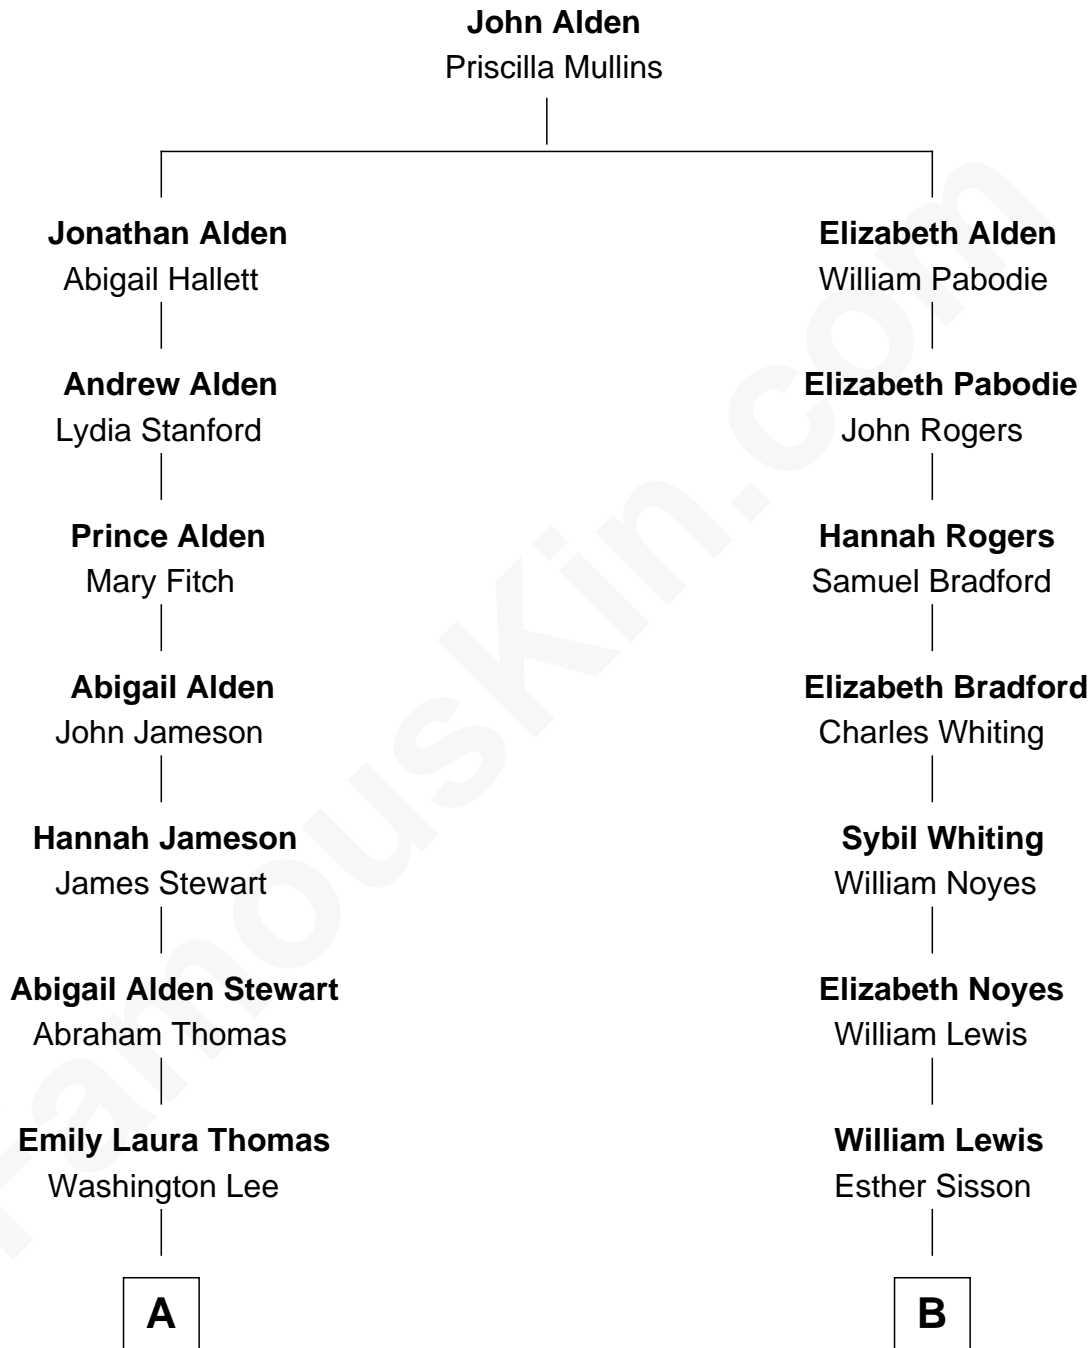 John Alden
Priscilla Mullins
Jonathan Alden
Abigail Hallett
Elizabeth Alden
William Pabodie
Andrew Alden
Lydia Stanford
Elizabeth Pabodie
John Rogers
Prince Alden
Mary Fitch
Hannah Rogers
Samuel Bradford
Abigail Alden
John Jameson
Elizabeth Bradford
Charles Whiting
Hannah Jameson
James Stewart
Sybil Whiting
William Noyes
Abigail Alden Stewart
Abraham Thomas
Elizabeth Noyes
William Lewis
Emily Laura Thomas
Washington Lee
William Lewis
Esther Sisson
A
B
FamousKin.com